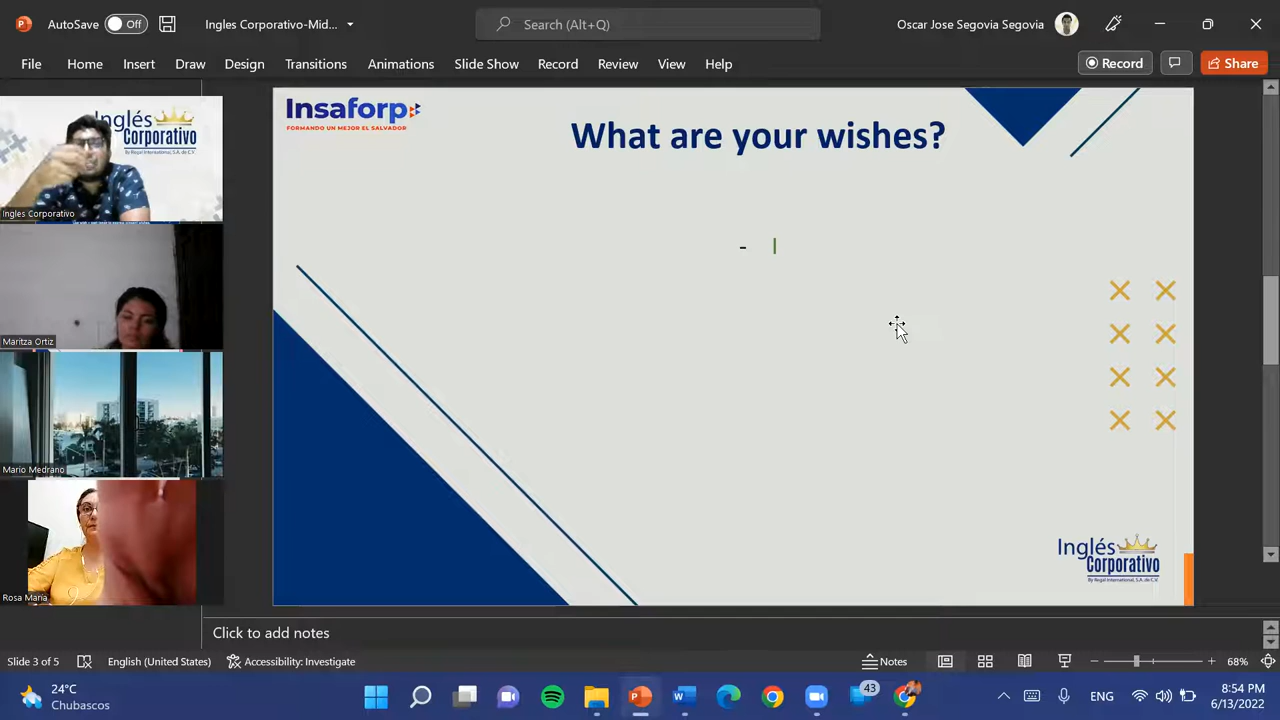 AutoSave Off Ingles Corporativo-Mid... Search (Alt+Q) Oscar Jose Segovia Segovia
File Home Insert Draw Design Transitions Animations Slide Show Record Review View Help Record Share
Insaforp
FORMANDO UN MEJOR EL SALVADOR
What are your wishes?
-
Inglés
Corporativo
By Regal International, S.A. de C.V.
Ingles Corporativo
Maritza Ortiz
Mario Medrano
Rosa Maria
Inglés
Corporativo
By Regal International, S.A. de C.V.
Click to add notes
Slide 3 of 5 English (United States) Accessibility: Investigate Notes 68%
24°C
Chubascos
43
ENG
8:54 PM
6/13/2022